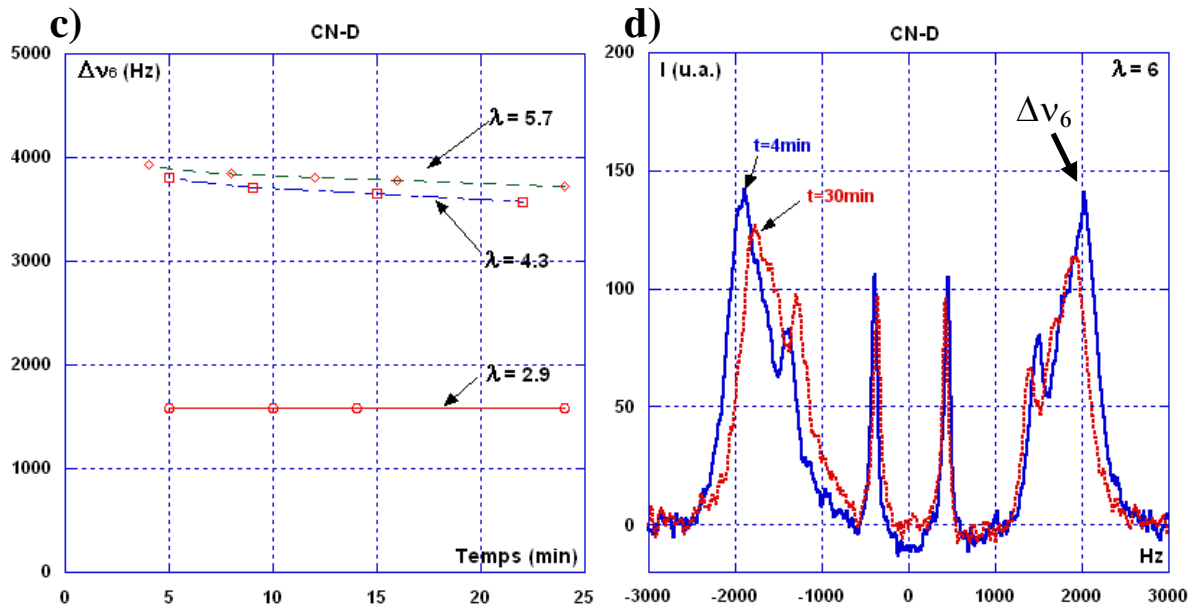 c)
CN-D
Δν6 (Hz)
5000
4000
3000
2000
1000
0
λ = 5.7
λ = 4.3
λ = 2.9
Temps (min)
0 5 10 15 20 25
d)
CN-D
I (u.a.)
λ = 6
200
150
100
50
0
Δν6
t=4min
t=30min
Hz
-3000 -2000 -1000 0 1000 2000 3000